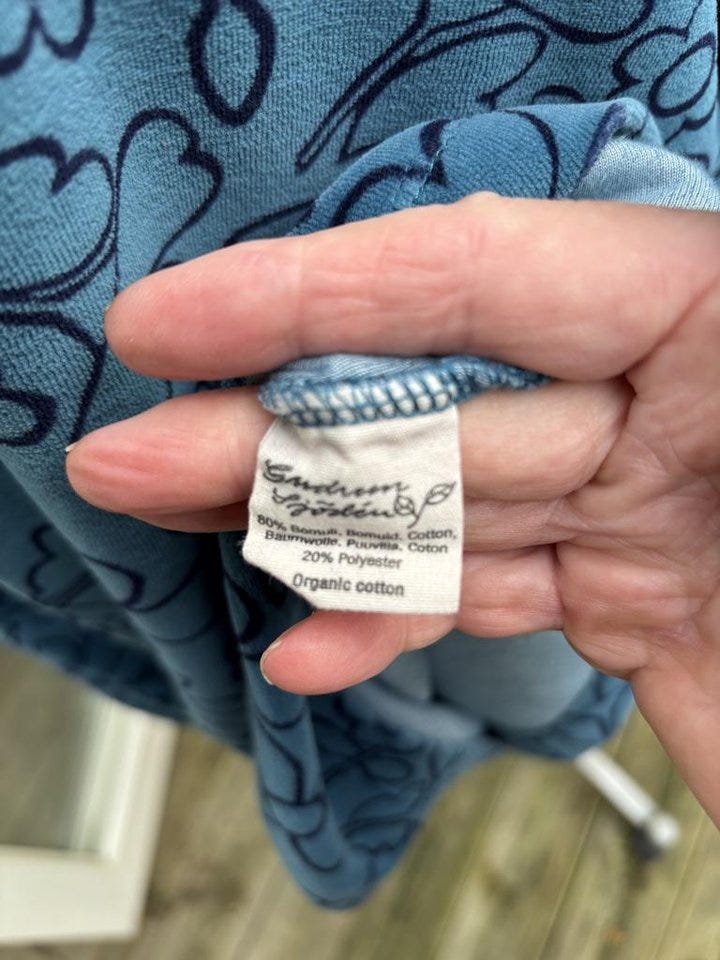 Gudrun
Sjödén
80% Bomull, Bomuld, Cotton,
Baumwolle, Puuvilla, Coton
20% Polyester
Organic cotton